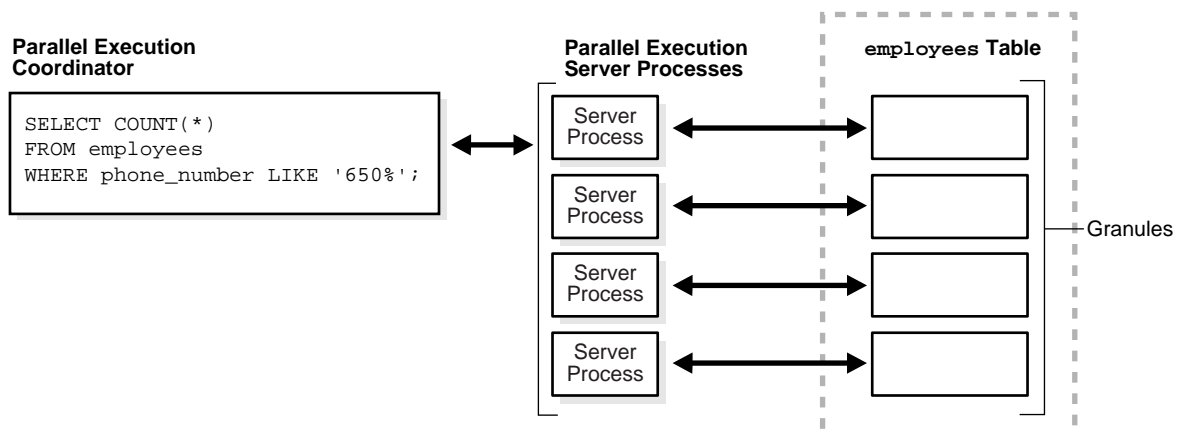 Parallel Execution
Coordinator
SELECT COUNT(*)
FROM employees
WHERE phone_number LIKE '650%';
Parallel Execution
Server Processes
Server
Process
Server
Process
Server
Process
Server
Process
employees Table
Granules